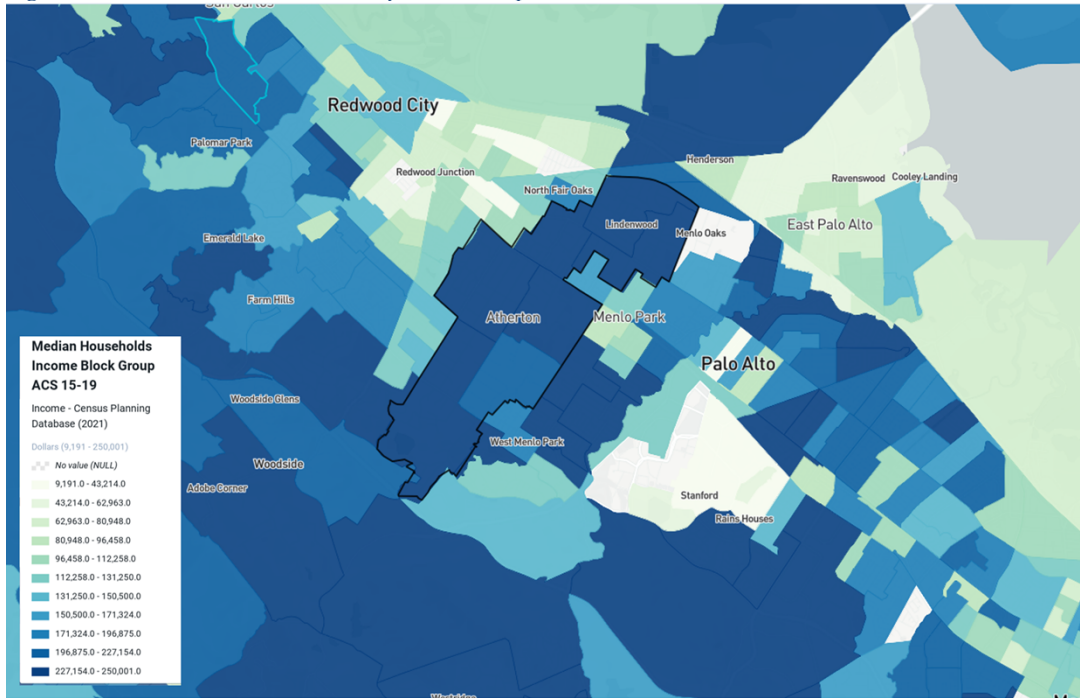 San Carlos
Redwood City
Palomar Park
Redwood Junction
Henderson
North Fair Oaks
Ravenswood
Cooley Landing
Lindenwood
Menlo Oaks
East Palo Alto
Emerald Lake
Farm Hills
Atherton
Menlo Park
Palo Alto
Woodside Glens
West Menlo Park
Woodside
Adobe Corner
Stanford
Rains Houses
Westridge
Median Households
Income Block Group
ACS 15-19
Income - Census Planning
Database (2021)
Dollars (9,191 - 250,001)
No value (NULL)
9,191.0 - 43,214.0
43,214.0 - 62,963.0
62,963.0 - 80,948.0
80,948.0 - 96,458.0
96,458.0 - 112,258.0
112,258.0 - 131,250.0
131,250.0 - 150,500.0
150,500.0 - 171,324.0
171,324.0 - 196,875.0
196,875.0 - 227,154.0
227,154.0 - 250,001.0